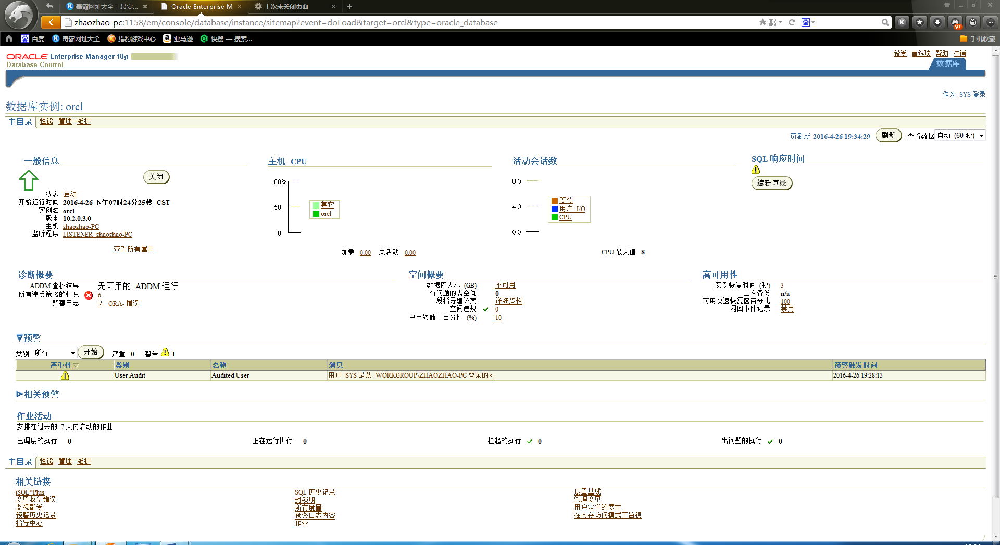 毒霸网址大全 - 最安...
Oracle Enterprise M
上次未关闭页面
zhaozhao-pc:1158/em/console/database/instance/sitemap?event=doLoad&target=orcl&type=oracle_database
9+
百度 毒霸网址大全 猎豹游戏中心 亚马逊 快搜 — 搜索... 手机收藏
ORACLE Enterprise Manager 10g
Database Control
设置 首选项 帮助 注销
数据库
作为 SYS 登录
数据库实例: orcl
主目录 性能 管理 维护
页刷新 2016-4-26 19:34:29 刷新 查看数据 自动 (60 秒)
一般信息
关闭
状态 启动
开始运行时间 2016-4-26 下午07时24分25秒 CST
实例名 orcl
版本 10.2.0.3.0
主机 zhaozhao-PC
监听程序 LISTENER_zhaozhao-PC
查看所有属性
主机 CPU
100%
50
0
其它
orcl
加载 0.00 页活动 0.00
活动会话数
8.0
4.0
0.0
等待
用户 I/O
CPU
CPU 最大值 8
SQL 响应时间
编辑基线
诊断概要
ADDM 查找结果 无可用的 ADDM 运行
所有违反策略的情况 6
预警日志 无 ORA- 错误
空间概要
数据库大小 (GB) 不可用
有问题的表空间 0
段指导建议案 详细资料
空间违规 0
已用转储区百分比 (%) 10
高可用性
实例恢复时间 (秒) 3
上次备份 n/a
可用快速恢复区百分比 100
闪回事件记录 禁用
预警
类别 所有 开始 严重 0 警告 1
严重性 类别 名称 消息 预警触发时间
User Audit Audited User 用户 SYS 是从 WORKGROUP\ZHAOZHAO-PC 登录的。 2016-4-26 19:28:13
相关预警
作业活动
安排在过去的 7 天内启动的作业
已调度的执行 0 正在运行执行 0 挂起的执行 0 出问题的执行 0
主目录 性能 管理 维护
相关链接
iSQL*Plus SQL 历史记录 度量基线
度量收集错误 封锁期 管理度量
监视配置 所有度量 用户定义的度量
预警历史记录 预警日志内容 在内存访问模式下监视
指导中心 作业